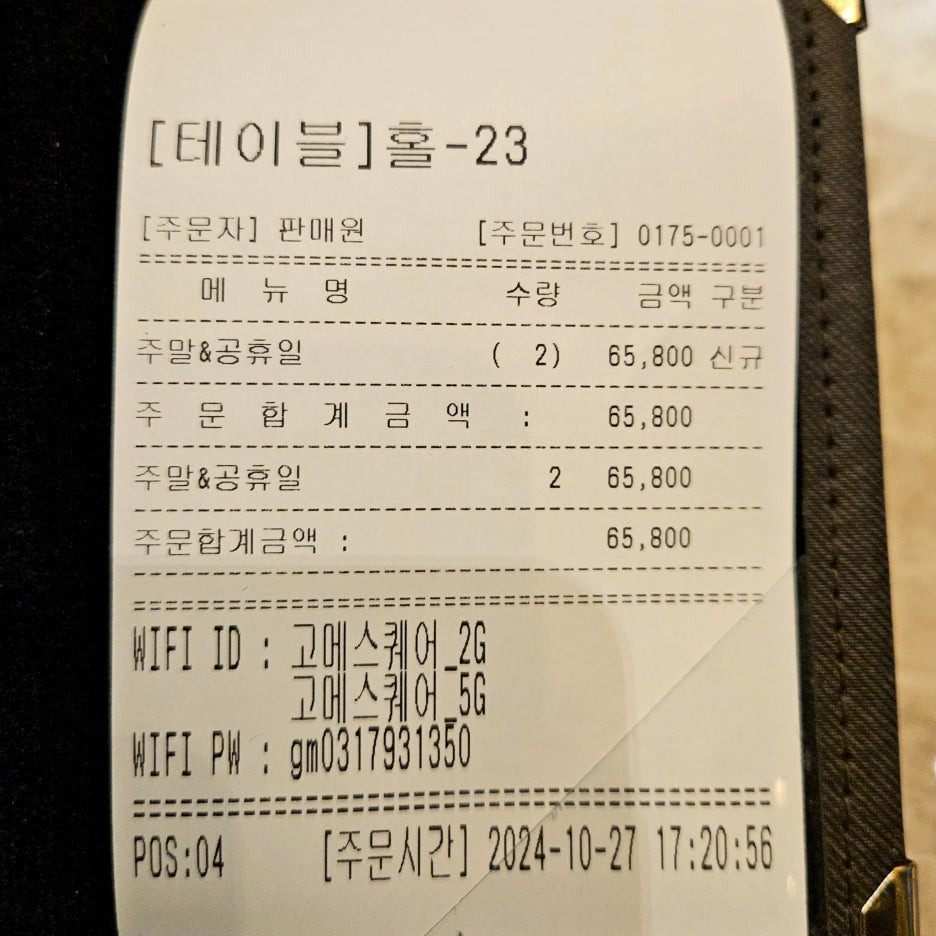 [테이블]홀-23
[주문자] 판매원 [주문번호] 0175-0001
메 뉴 명 수량 금액 구분
주말&공휴일 ( 2) 65,800 신규
주 문 합 계 금 액 : 65,800
주말&공휴일 2 65,800
주문합계금액 : 65,800
WIFI ID : 고메스퀘어_2G
고메스퀘어_5G
WIFI PW : gm0317931350
POS:04 [주문시간] 2024-10-27 17:20:56